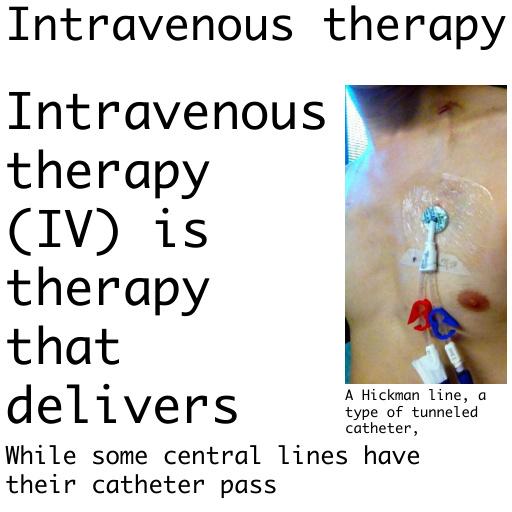 Intravenous therapy
Intravenous
therapy
(IV) is
therapy
that
delivers
A Hickman line, a
type of tunneled
catheter,
While some central lines have
their catheter pass